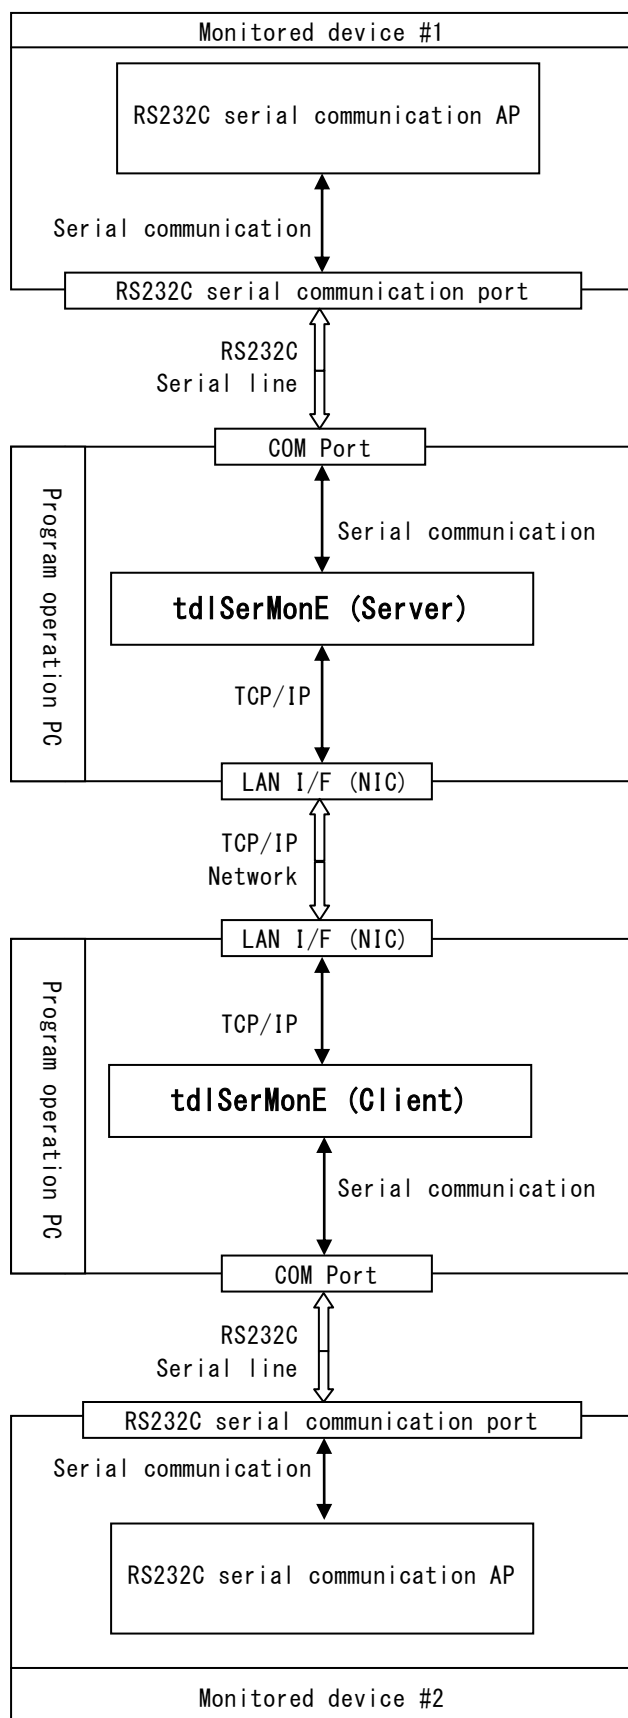 Monitored device #1
RS232C serial communication AP
Serial communication
RS232C serial communication port
RS232C
Serial line
COM Port
Program operation PC
Serial communication
tdlSerMonE (Server)
TCP/IP
LAN I/F (NIC)
TCP/IP
Network
LAN I/F (NIC)
Program operation PC
TCP/IP
tdlSerMonE (Client)
Serial communication
COM Port
RS232C
Serial line
RS232C serial communication port
Serial communication
RS232C serial communication AP
Monitored device #2